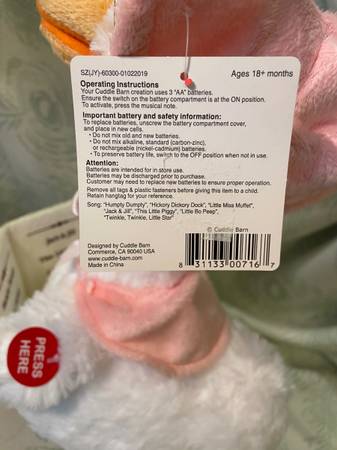 SZ(JY)-60300-01022019
Ages 18+ months
Operating Instructions
Your Cuddle Barn creation uses 3 "AA" batteries.
Ensure the switch on the battery compartment is at the ON position.
To activate, press the musical note.
Important battery and safety information:
To replace batteries, unscrew the battery compartment cover,
and place in new cells.
• Do not mix old and new batteries.
• Do not mix alkaline, standard (carbon-zinc),
or rechargeable (nickel-cadmium) batteries.
• To preserve battery life, switch to the OFF position when not in use.
Attention:
Batteries are intended for in store use.
Batteries may be discharged prior to purchase.
Customer may need to replace new batteries to ensure proper operation.
Remove all tags & plastic fasteners before giving this item to a child.
Retain hangtag for your reference.
Song: "Humpty Dumpty", "Hickory Dickory Dock", "Little Miss Muffet",
"Jack & Jill", "This Little Piggy", "Little Bo Peep",
"Twinkle, Twinkle, Little Star"
© Cuddle Barn
Designed by Cuddle Barn
Commerce, CA 90040 USA
www.cuddle-barn.com
Made in China
8 31133 00716 7
PRESS
HERE